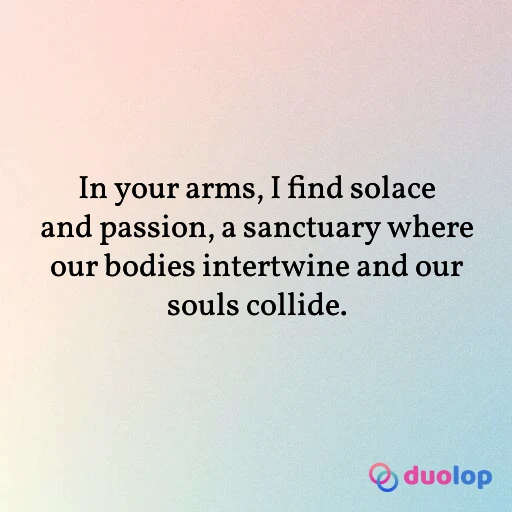 In your arms, I find solace
and passion, a sanctuary where
our bodies intertwine and our
souls collide.
duolop